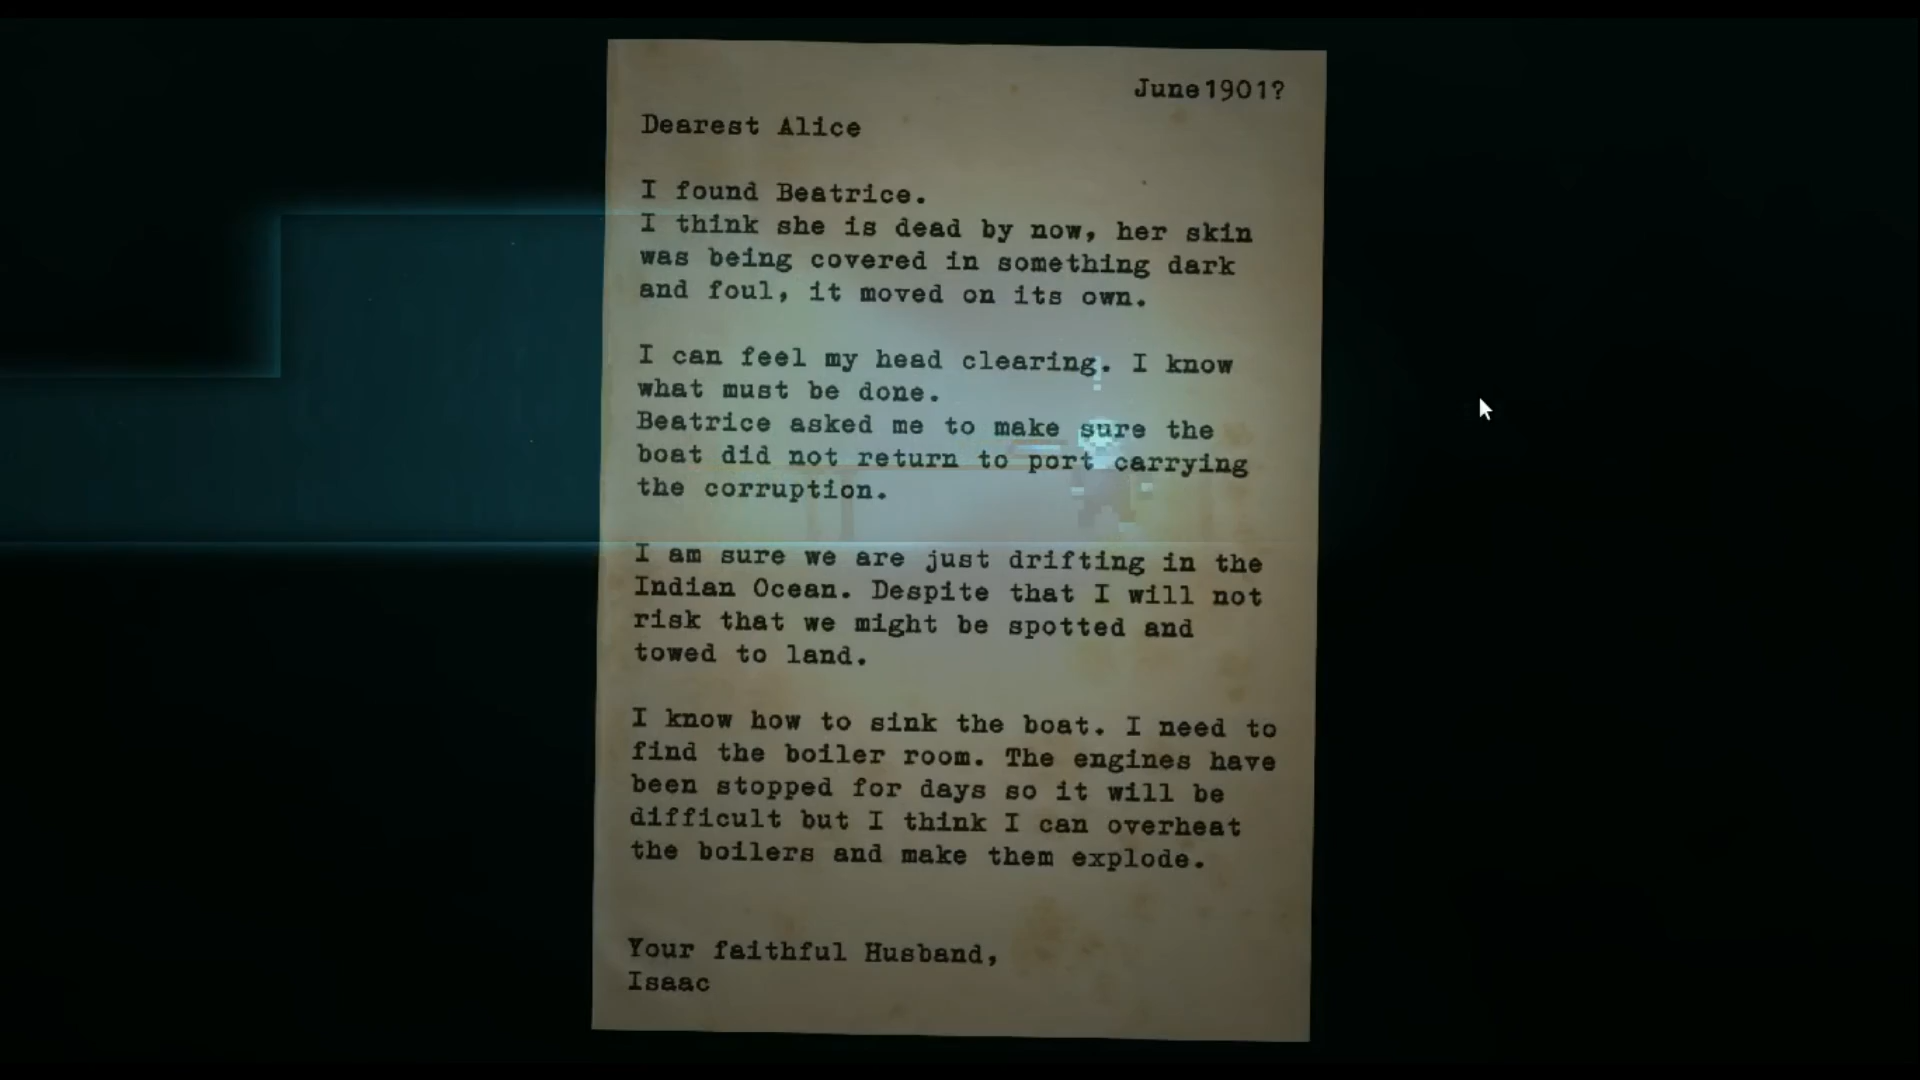 June 1901?
Dearest Alice
I found Beatrice.
I think she is dead by now, her skin
was being covered in something dark
and foul, it moved on its own.
I can feel my head clearing. I know
what must be done.
Beatrice asked me to make sure the
boat did not return to port carrying
the corruption.
I am sure we are just drifting in the
Indian Ocean. Despite that I will not
risk that we might be spotted and
towed to land.
I know how to sink the boat. I need to
find the boiler room. The engines have
been stopped for days so it will be
difficult but I think I can overheat
the boilers and make them explode.
Your faithful Husband,
Isaac